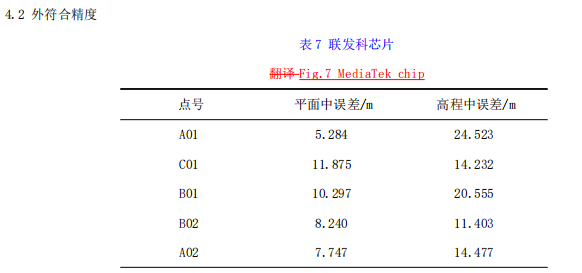 4.2 外符合精度
表 7 联发科芯片
翻译 Fig.7 MediaTek chip
点号 平面中误差/m 高程中误差/m
A01 5.284 24.523
C01 11.875 14.232
B01 10.297 20.555
B02 8.240 11.403
A02 7.747 14.477